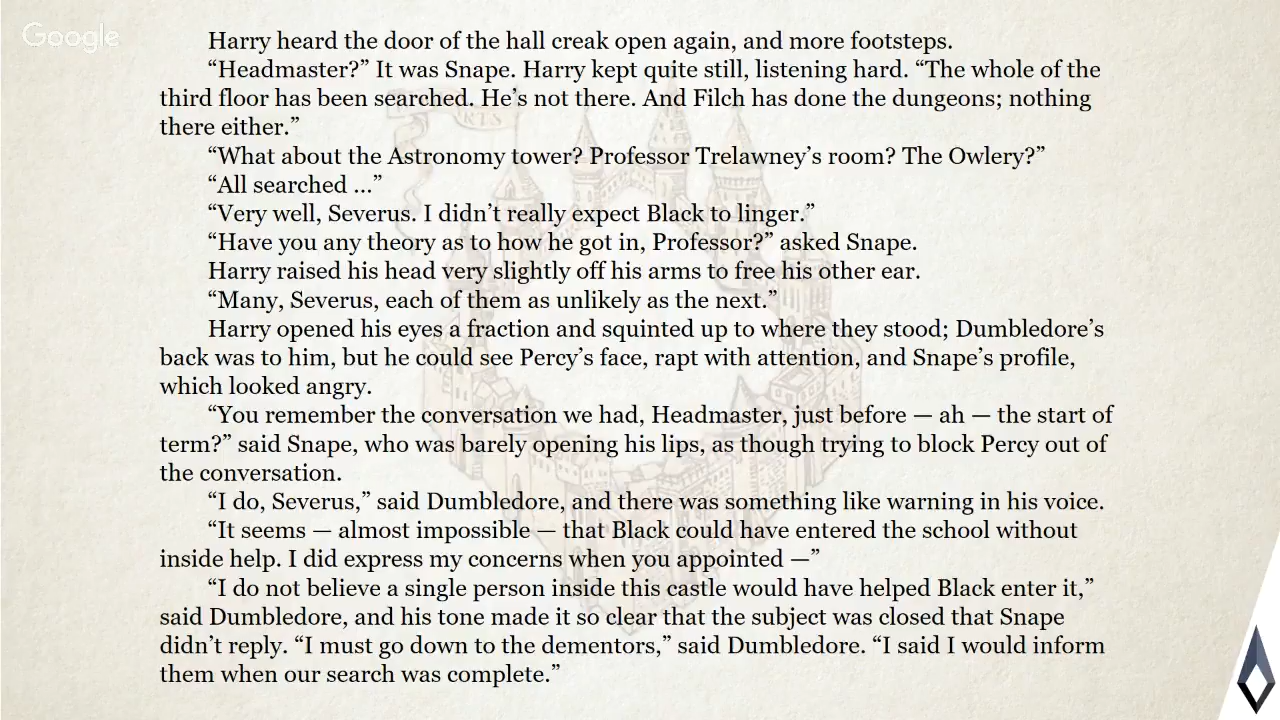 Google
Harry heard the door of the hall creak open again, and more footsteps.
“Headmaster?” It was Snape. Harry kept quite still, listening hard. “The whole of the
third floor has been searched. He’s not there. And Filch has done the dungeons; nothing
there either.”
“What about the Astronomy tower? Professor Trelawney’s room? The Owlery?”
“All searched ...”
“Very well, Severus. I didn’t really expect Black to linger.”
“Have you any theory as to how he got in, Professor?” asked Snape.
Harry raised his head very slightly off his arms to free his other ear.
“Many, Severus, each of them as unlikely as the next.”
Harry opened his eyes a fraction and squinted up to where they stood; Dumbledore’s
back was to him, but he could see Percy’s face, rapt with attention, and Snape’s profile,
which looked angry.
“You remember the conversation we had, Headmaster, just before — ah — the start of
term?” said Snape, who was barely opening his lips, as though trying to block Percy out of
the conversation.
“I do, Severus,” said Dumbledore, and there was something like warning in his voice.
“It seems — almost impossible — that Black could have entered the school without
inside help. I did express my concerns when you appointed —”
“I do not believe a single person inside this castle would have helped Black enter it,”
said Dumbledore, and his tone made it so clear that the subject was closed that Snape
didn’t reply. “I must go down to the dementors,” said Dumbledore. “I said I would inform
them when our search was complete.”